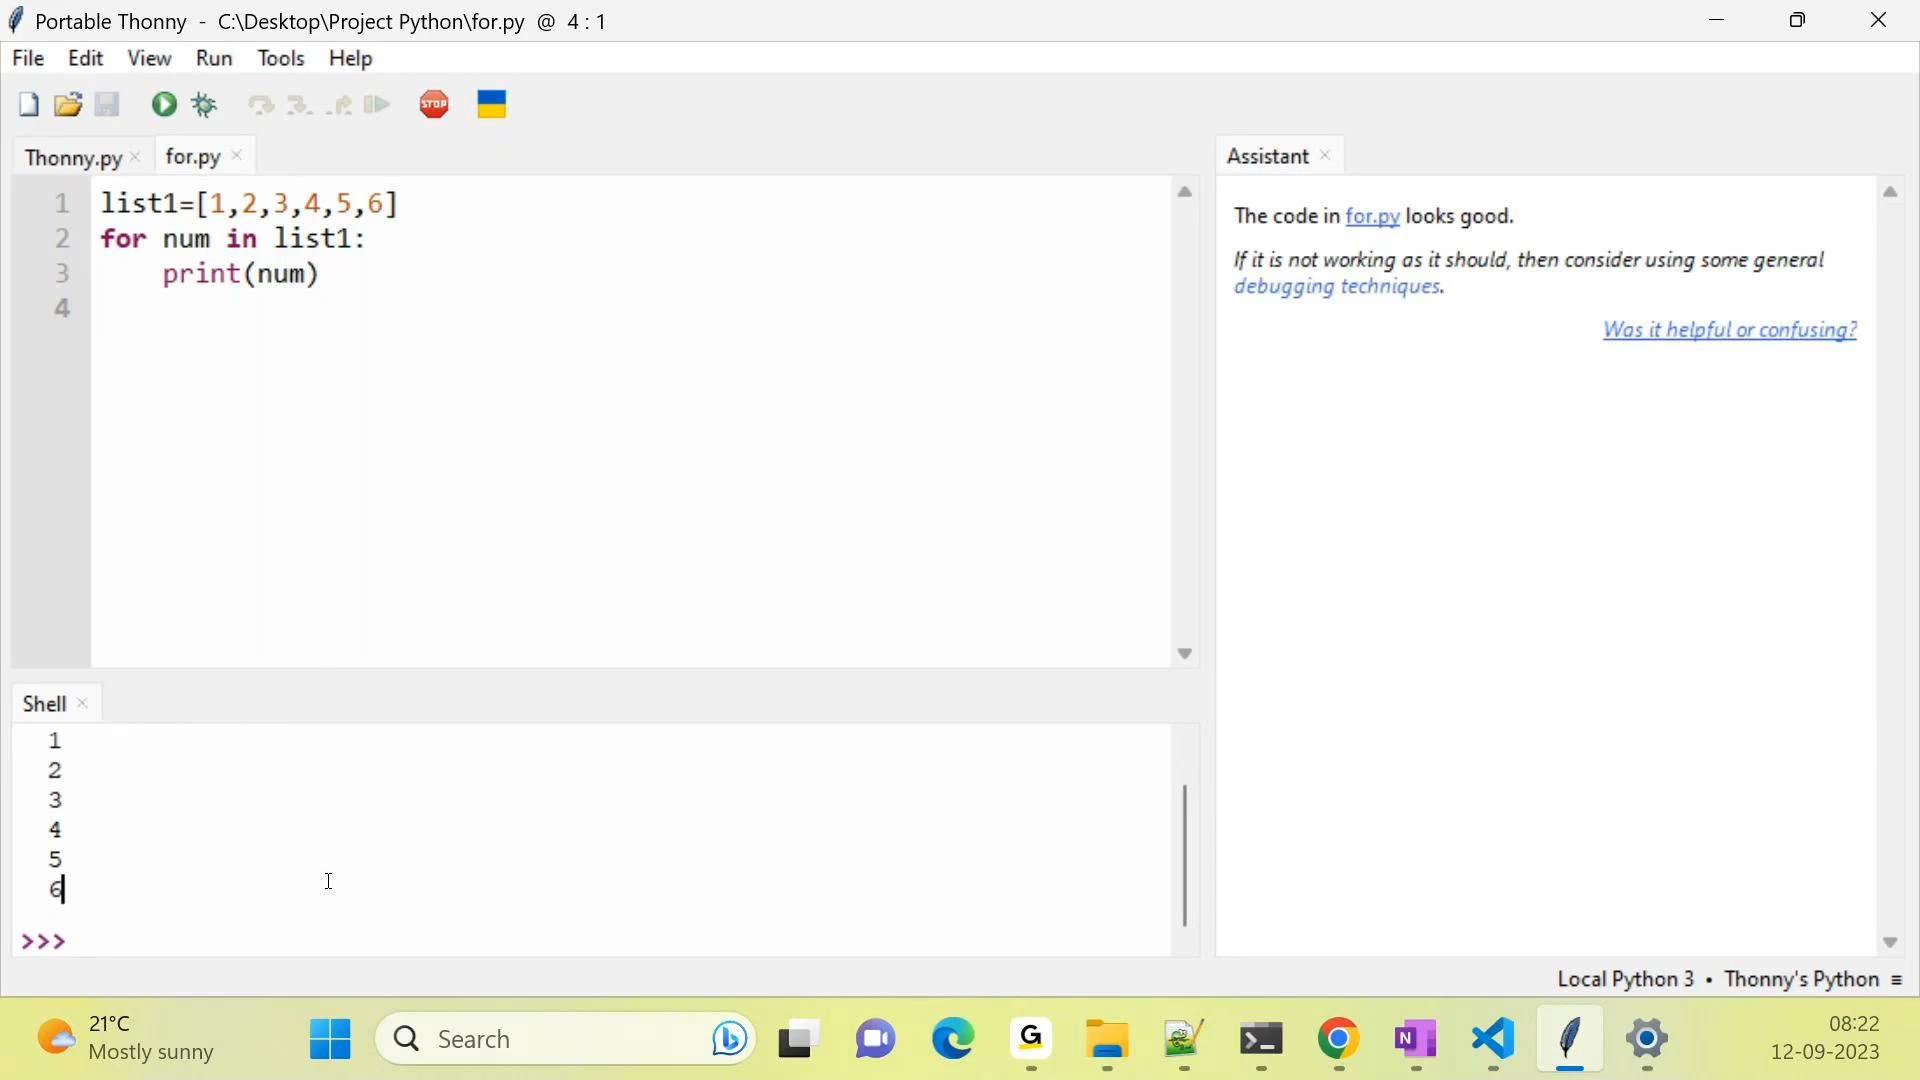 Portable Thonny - C:\Desktop\Project Python\for.py @ 4 : 1
File Edit View Run Tools Help
STOP
Thonny.py × for.py ×
1 list1=[1,2,3,4,5,6]
2 for num in list1:
3     print(num)
4
Assistant ×
The code in for.py looks good.
If it is not working as it should, then consider using some general
debugging techniques.
Was it helpful or confusing?
Shell ×
1
2
3
4
5
6
>>>
Local Python 3 • Thonny's Python ≡
21°C
Mostly sunny
Search
G
N
08:22
12-09-2023